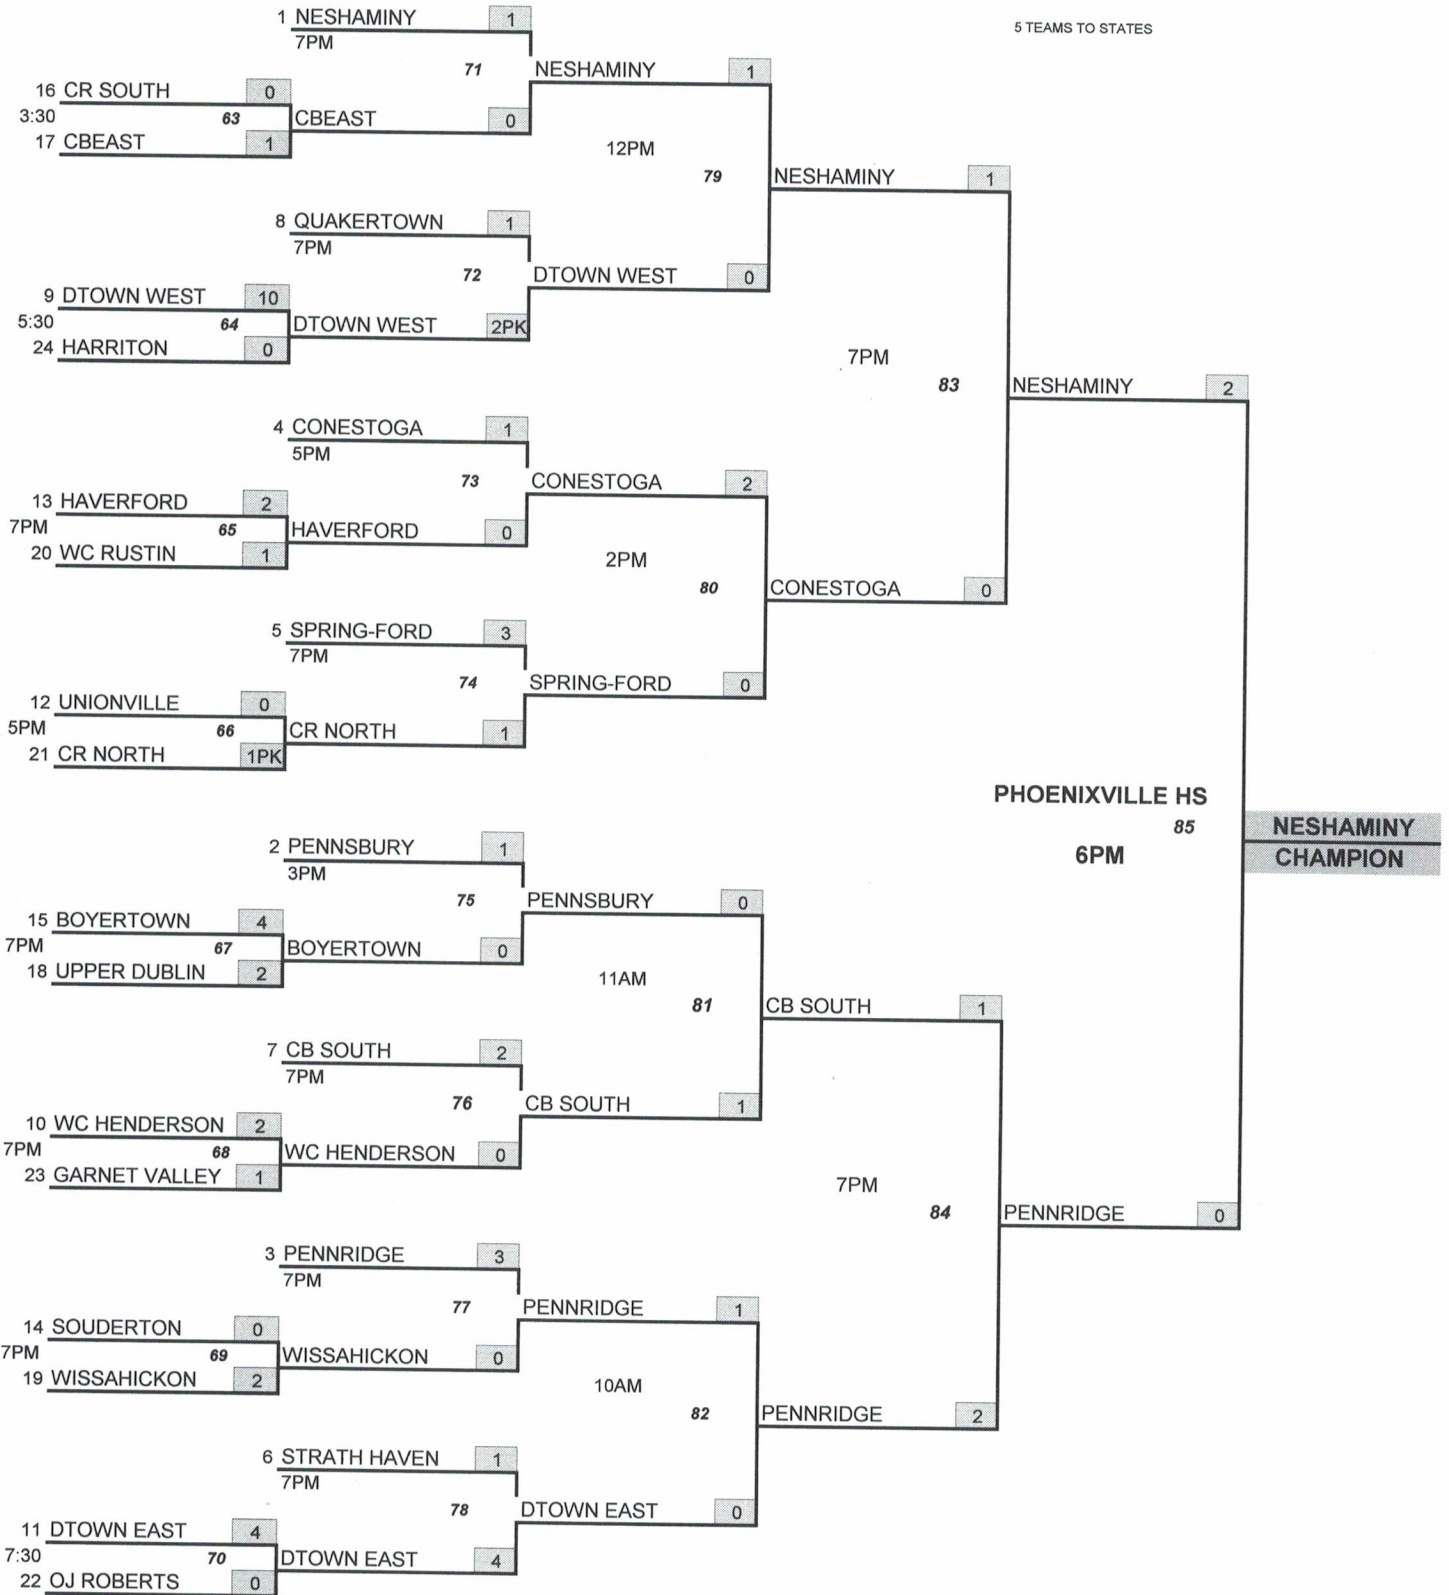 5 TEAMS TO STATES
1 NESHAMINY 1
7PM
71 NESHAMINY 1
16 CR SOUTH 0
3:30 63 CBEAST 0
17 CBEAST 1
12PM
79 NESHAMINY 1
8 QUAKERTOWN 1
7PM
72 DTOWN WEST 0
9 DTOWN WEST 10
5:30 64 DTOWN WEST 2PK
24 HARRITON 0
7PM
83 NESHAMINY 2
4 CONESTOGA 1
5PM
73 CONESTOGA 2
13 HAVERFORD 2
7PM 65 HAVERFORD 0
20 WC RUSTIN 1
2PM
80 CONESTOGA 0
5 SPRING-FORD 3
7PM
74 SPRING-FORD 0
12 UNIONVILLE 0
5PM 66 CR NORTH 1
21 CR NORTH 1PK
PHOENIXVILLE HS
85 NESHAMINY
6PM CHAMPION
2 PENNSBURY 1
3PM
75 PENNSBURY 0
15 BOYERTOWN 4
7PM 67 BOYERTOWN 0
18 UPPER DUBLIN 2
11AM
81 CB SOUTH 1
7 CB SOUTH 2
7PM
76 CB SOUTH 1
10 WC HENDERSON 2
7PM 68 WC HENDERSON 0
23 GARNET VALLEY 1
7PM
84 PENNRIDGE 0
3 PENNRIDGE 3
7PM
77 PENNRIDGE 1
14 SOUDERTON 0
7PM 69 WISSAHICKON 0
19 WISSAHICKON 2
10AM
82 PENNRIDGE 2
6 STRATH HAVEN 1
7PM
78 DTOWN EAST 0
11 DTOWN EAST 4
7:30 70 DTOWN EAST 4
22 OJ ROBERTS 0